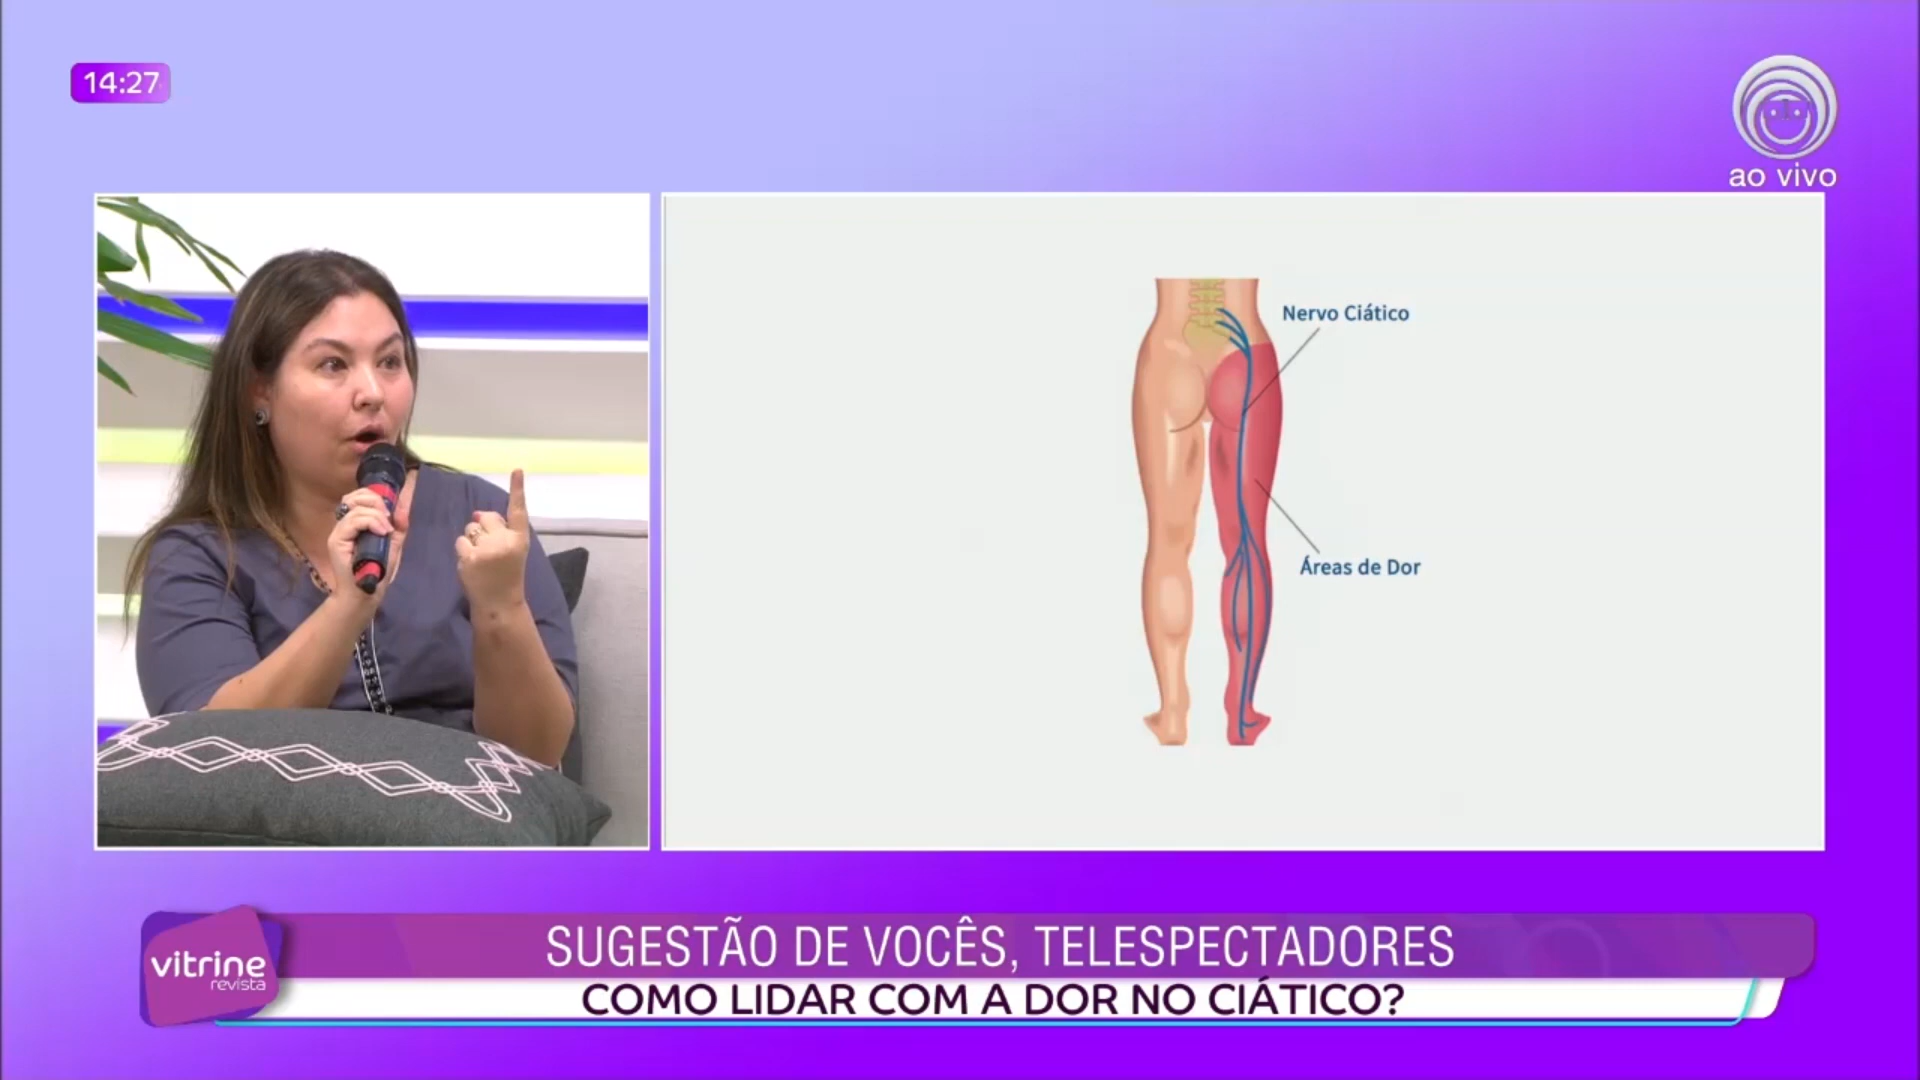 14:27
ao vivo
Nervo Ciático
Áreas de Dor
vitrine
revista
SUGESTÃO DE VOCÊS, TELESPECTADORES
COMO LIDAR COM A DOR NO CIÁTICO?